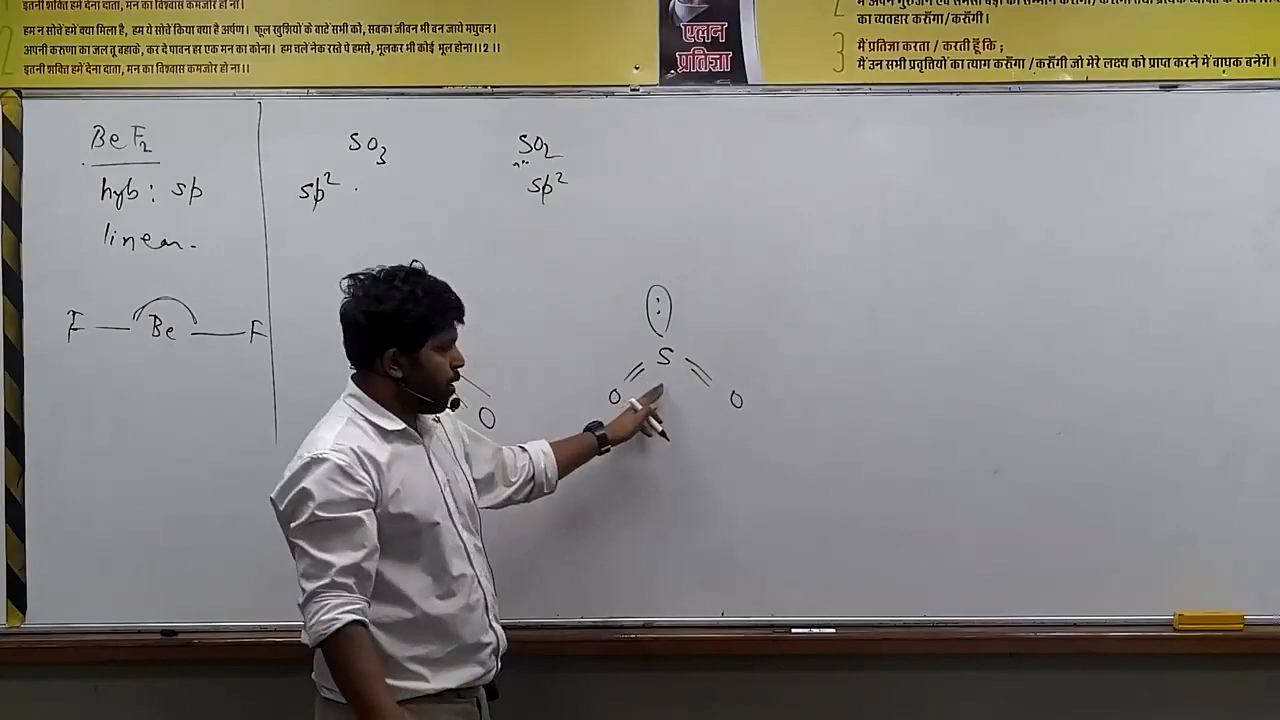 इतनी शक्ति हमें देना दाता, मन का विश्वास कमजोर हो ना।
2
हम न सोचें हमें क्या मिला है, हम ये सोचें किया क्या है अर्पण। फूल खुशियों के बाटें सभी को, सबका जीवन भी बन जाये मधुवन।
अपनी करुणा का जल तू बहाके, कर दे पावन हर एक मन का कोना। हम चलें नेक रस्ते पे हमसे, भूलकर भी कोई भूल होना।।2।।
इतनी शक्ति हमें देना दाता, मन का विश्वास कमजोर हो ना।।
एलन
प्रतिज्ञा
2
का व्यवहार करूँगा/करूँगी।
3
मैं प्रतिज्ञा करता / करती हूँ कि ;
मैं उन सभी प्रवृत्तियों का त्याग करूँगा /करूँगी जो मेरे लक्ष्य को प्राप्त करने में बाधक बनेंगे।
BeF2
hyb: sp
linear.
F — Be — F
SO3
sp²
O
SO2
sp²
:
S
O O